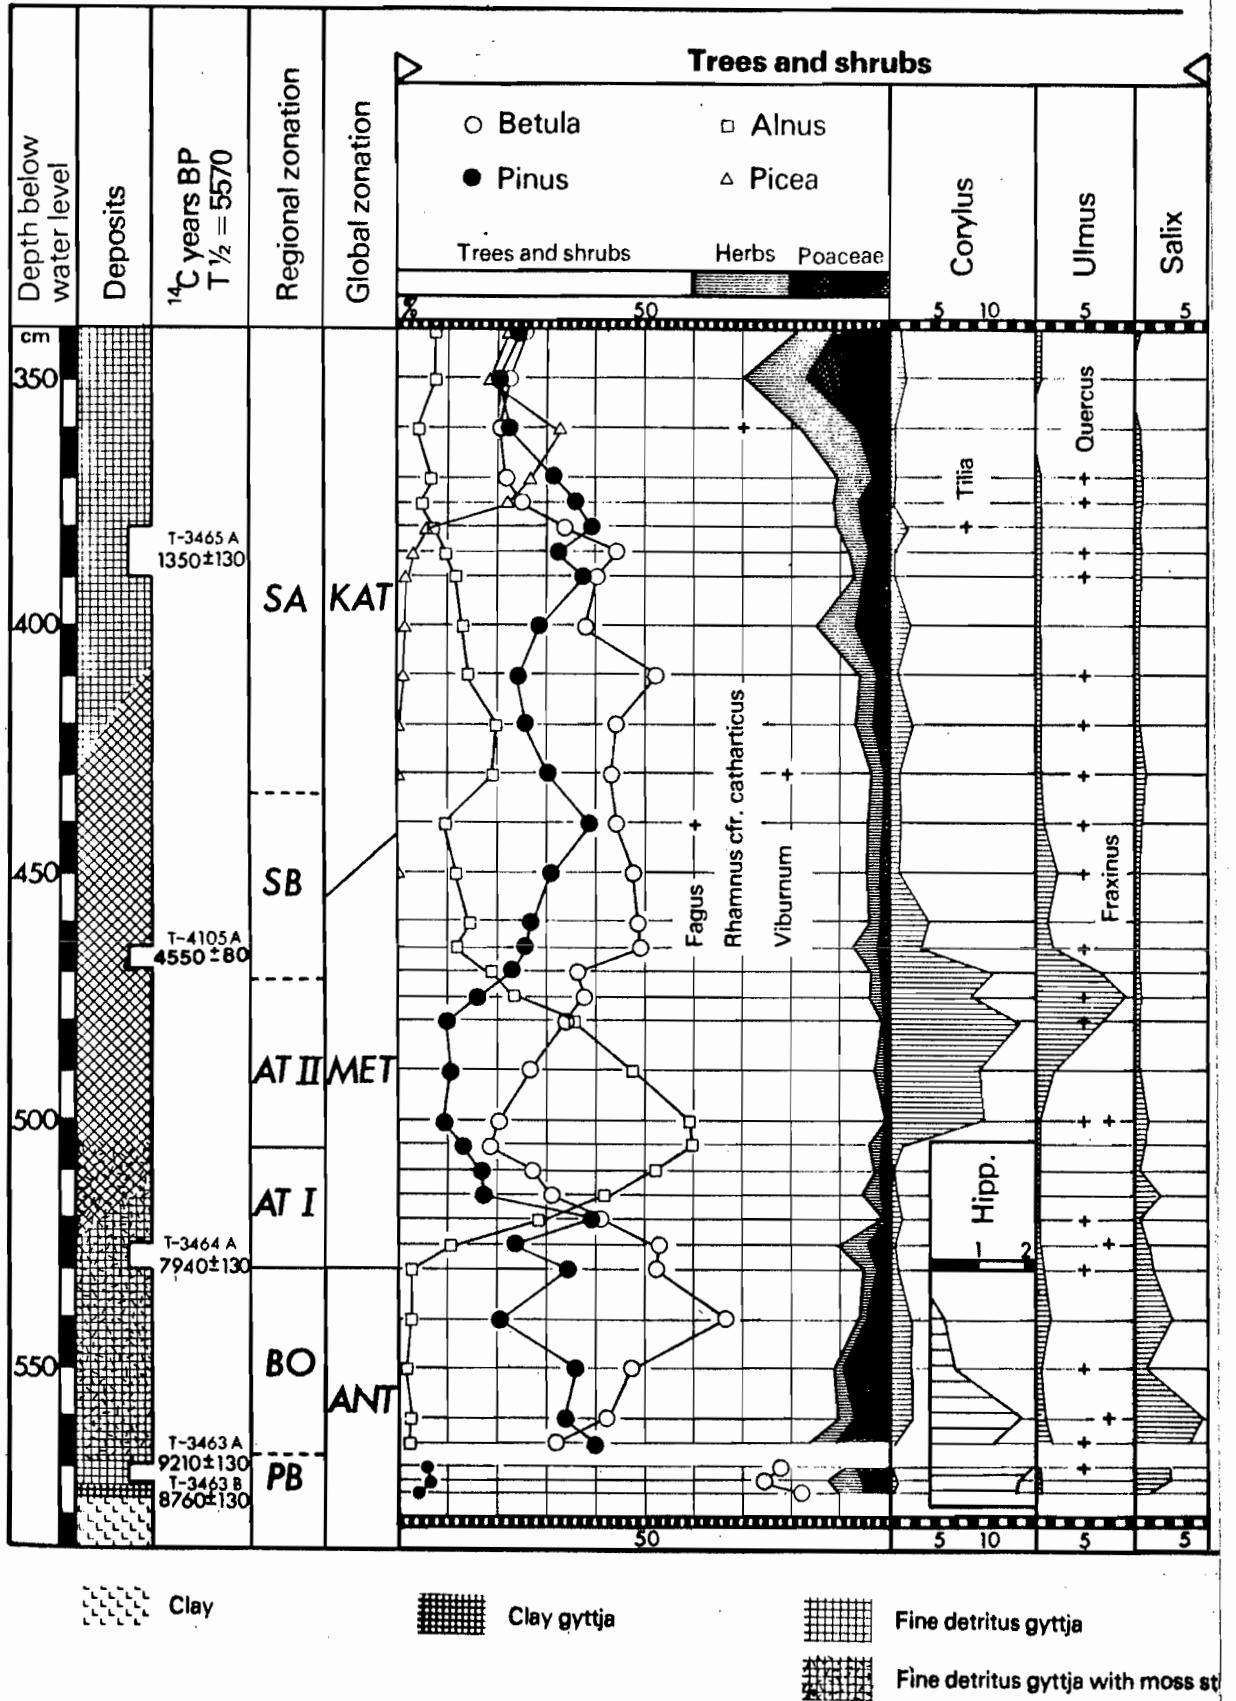 Trees and shrubs
Depth below
water level
Deposits
¹⁴C years BP
T ½ = 5570
Regional zonation
Global zonation
Betula
Alnus
Pinus
Picea
Trees and shrubs
Herbs
Poaceae
Corylus
Ulmus
Salix
%
50
5 10
5
5
cm
350
400
450
500
550
T-3465 A
1350±130
T-4105 A
4550±80
T-3464 A
7940±130
T-3463 A
9210±130
T-3463 B
8760±130
SA
SB
AT II
AT I
BO
PB
KAT
MET
ANT
Fagus
Rhamnus cfr. catharticus
Viburnum
Tilia
Quercus
Fraxinus
Hipp.
1 2
50
5 10
5
5
Clay
Clay gyttja
Fine detritus gyttja
Fine detritus gyttja with moss st